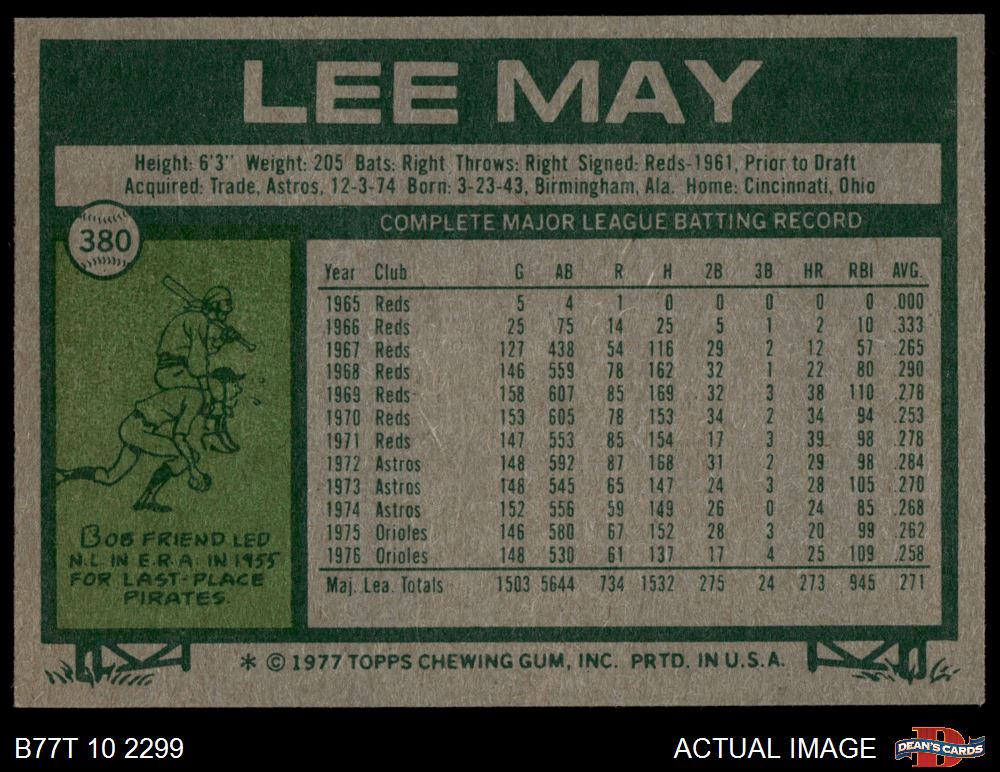 LEE MAY
Height: 6'3" Weight: 205 Bats: Right Throws: Right Signed: Reds-1961, Prior to Draft
Acquired: Trade, Astros, 12-3-74 Born: 3-23-43, Birmingham, Ala. Home: Cincinnati, Ohio
380
COMPLETE MAJOR LEAGUE BATTING RECORD
Year Club G AB R H 2B 3B HR RBI AVG.
1965 Reds 5 4 1 0 0 0 0 0 .000
1966 Reds 25 75 14 25 5 1 2 10 .333
1967 Reds 127 438 54 116 29 2 12 57 .265
1968 Reds 146 559 78 162 32 1 22 80 .290
1969 Reds 158 607 85 169 32 3 38 110 .278
1970 Reds 153 605 78 153 34 2 34 94 .253
1971 Reds 147 553 85 154 17 3 39 98 .278
1972 Astros 148 592 87 168 31 2 29 98 .284
1973 Astros 148 545 65 147 24 3 28 105 .270
1974 Astros 152 556 59 149 26 0 24 85 .268
1975 Orioles 146 580 67 152 28 3 20 99 .262
1976 Orioles 148 530 61 137 17 4 25 109 .258
Maj. Lea. Totals 1503 5644 734 1532 275 24 273 945 .271
BOB FRIEND LED
N.L. IN E.R.A. IN 1955
FOR LAST-PLACE
PIRATES.
* © 1977 TOPPS CHEWING GUM, INC. PRTD. IN U.S.A.
B77T 10 2299
ACTUAL IMAGE
D
DEAN'S CARDS